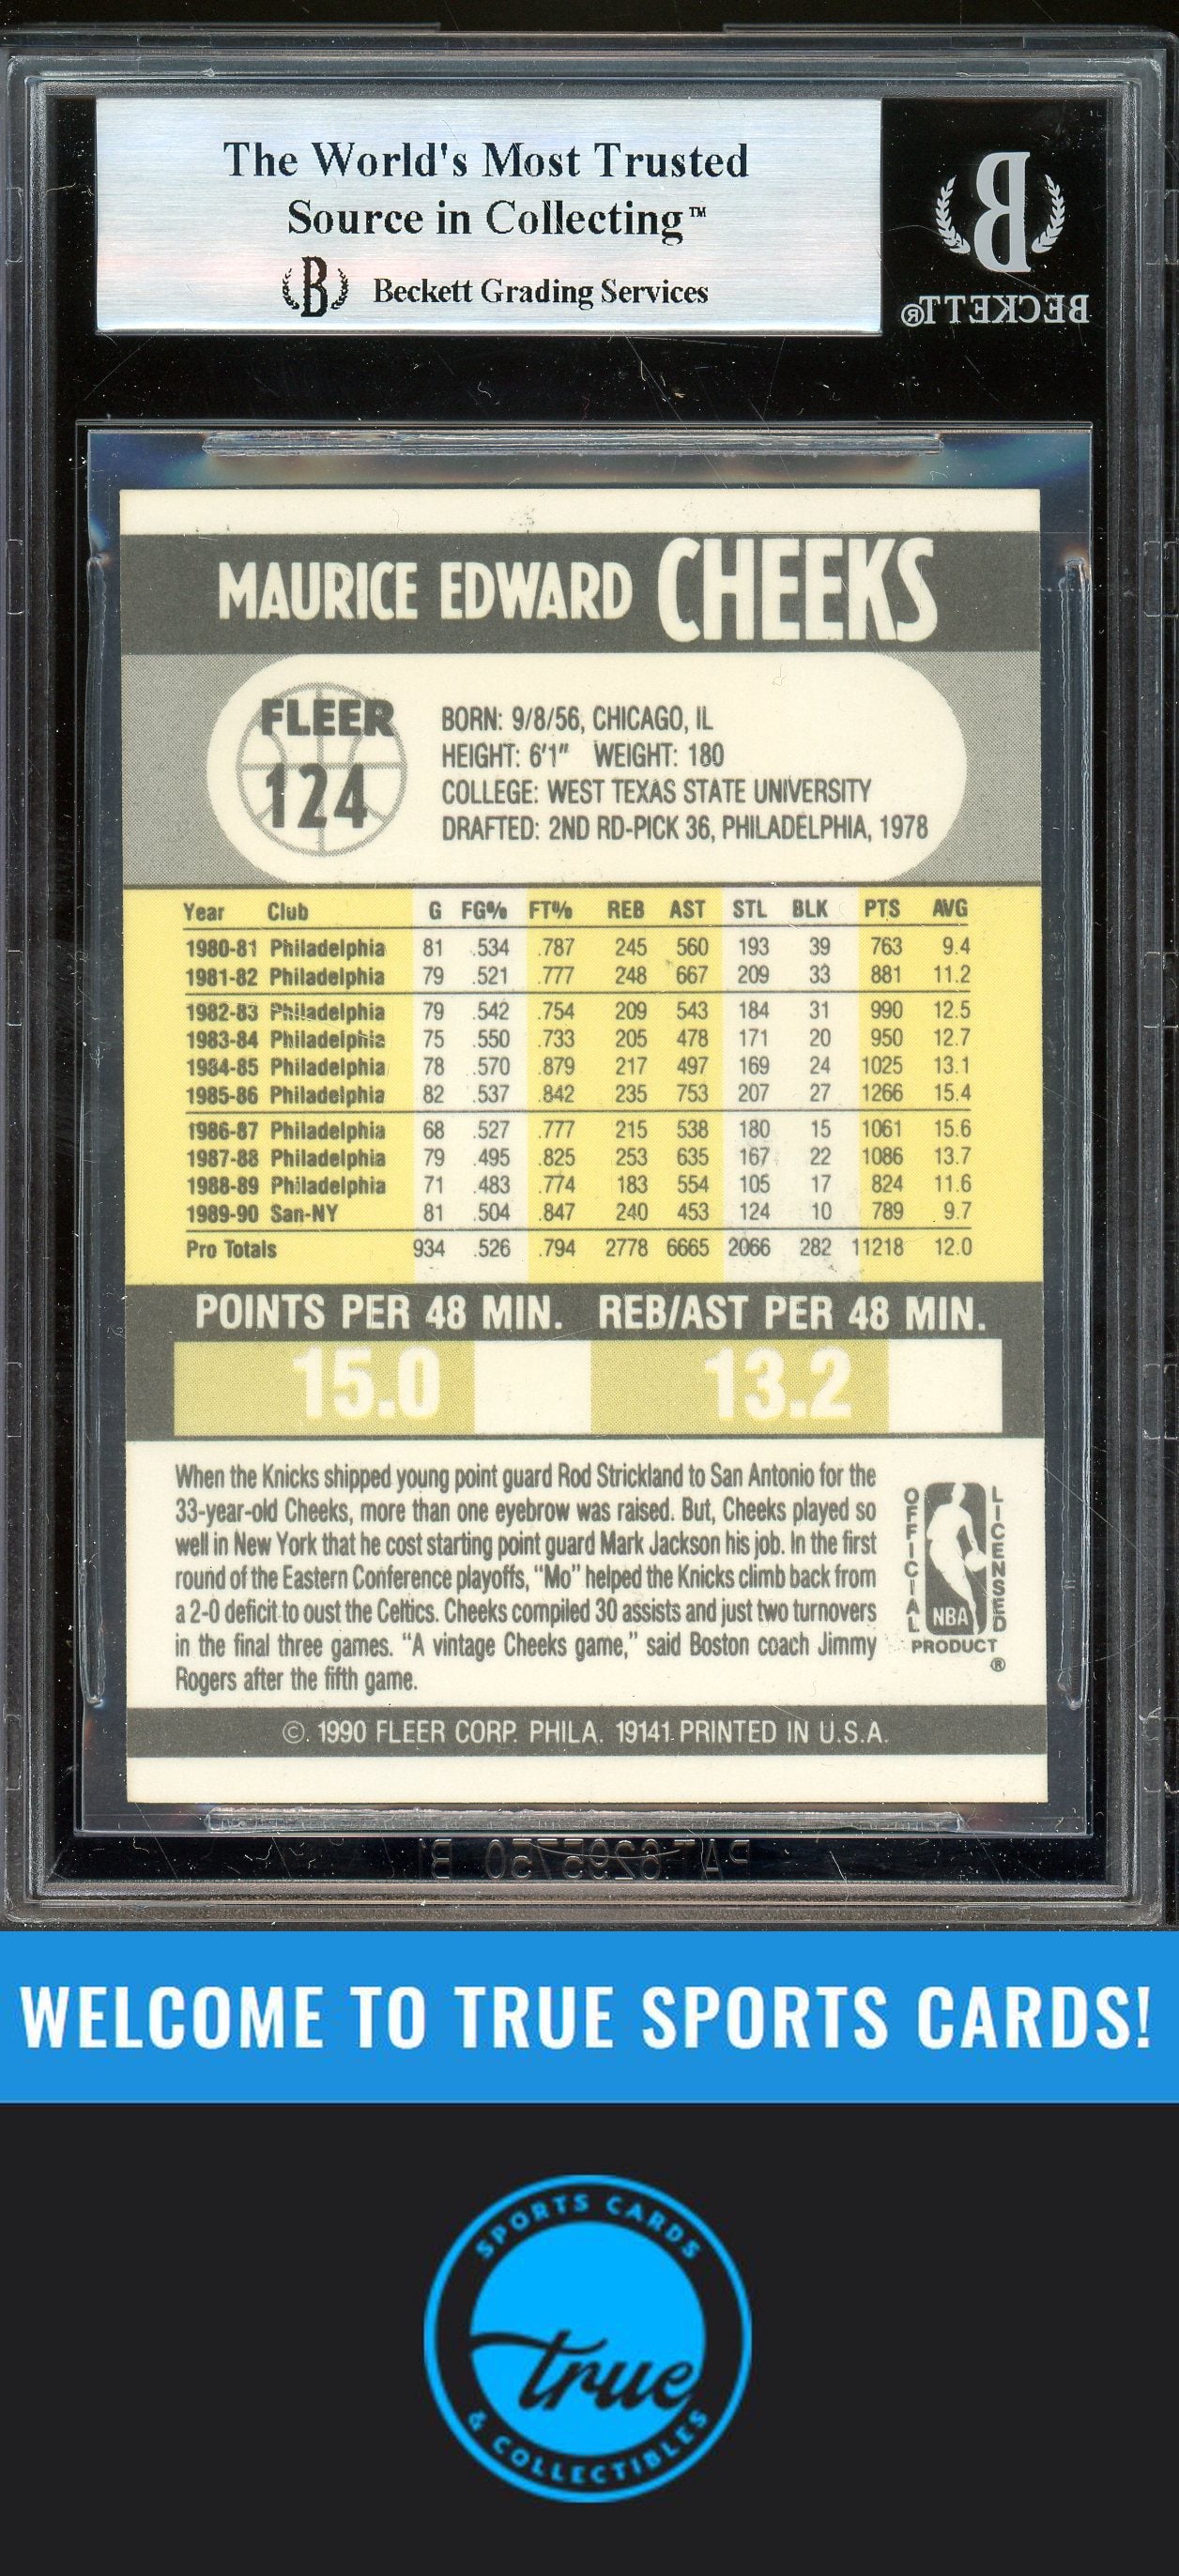 The World's Most Trusted
Source in Collecting™
B Beckett Grading Services
B
BECKETT®
MAURICE EDWARD CHEEKS
FLEER
124
BORN: 9/8/56, CHICAGO, IL
HEIGHT: 6'1" WEIGHT: 180
COLLEGE: WEST TEXAS STATE UNIVERSITY
DRAFTED: 2ND RD-PICK 36, PHILADELPHIA, 1978
Year Club G FG% FT% REB AST STL BLK PTS AVG
1980-81 Philadelphia 81 .534 .787 245 560 193 39 763 9.4
1981-82 Philadelphia 79 .521 .777 248 667 209 33 881 11.2
1982-83 Philadelphia 79 .542 .754 209 543 184 31 990 12.5
1983-84 Philadelphia 75 .550 .733 205 478 171 20 950 12.7
1984-85 Philadelphia 78 .570 .879 217 497 169 24 1025 13.1
1985-86 Philadelphia 82 .537 .842 235 753 207 27 1266 15.4
1986-87 Philadelphia 68 .527 .777 215 538 180 15 1061 15.6
1987-88 Philadelphia 79 .495 .825 253 635 167 22 1086 13.7
1988-89 Philadelphia 71 .483 .774 183 554 105 17 824 11.6
1989-90 San-NY 81 .504 .847 240 453 124 10 789 9.7
Pro Totals 934 .526 .794 2778 6665 2066 282 11218 12.0
POINTS PER 48 MIN. REB/AST PER 48 MIN.
15.0 13.2
When the Knicks shipped young point guard Rod Strickland to San Antonio for the
33-year-old Cheeks, more than one eyebrow was raised. But, Cheeks played so
well in New York that he cost starting point guard Mark Jackson his job. In the first
round of the Eastern Conference playoffs, "Mo" helped the Knicks climb back from
a 2-0 deficit to oust the Celtics. Cheeks compiled 30 assists and just two turnovers
in the final three games. "A vintage Cheeks game," said Boston coach Jimmy
Rogers after the fifth game.
OFFICIAL LICENSED
NBA
PRODUCT
®
©. 1990 FLEER CORP. PHILA. 19141 PRINTED IN U.S.A.
PAT 6295750 B1
WELCOME TO TRUE SPORTS CARDS!
SPORTS CARDS
true
& COLLECTIBLES